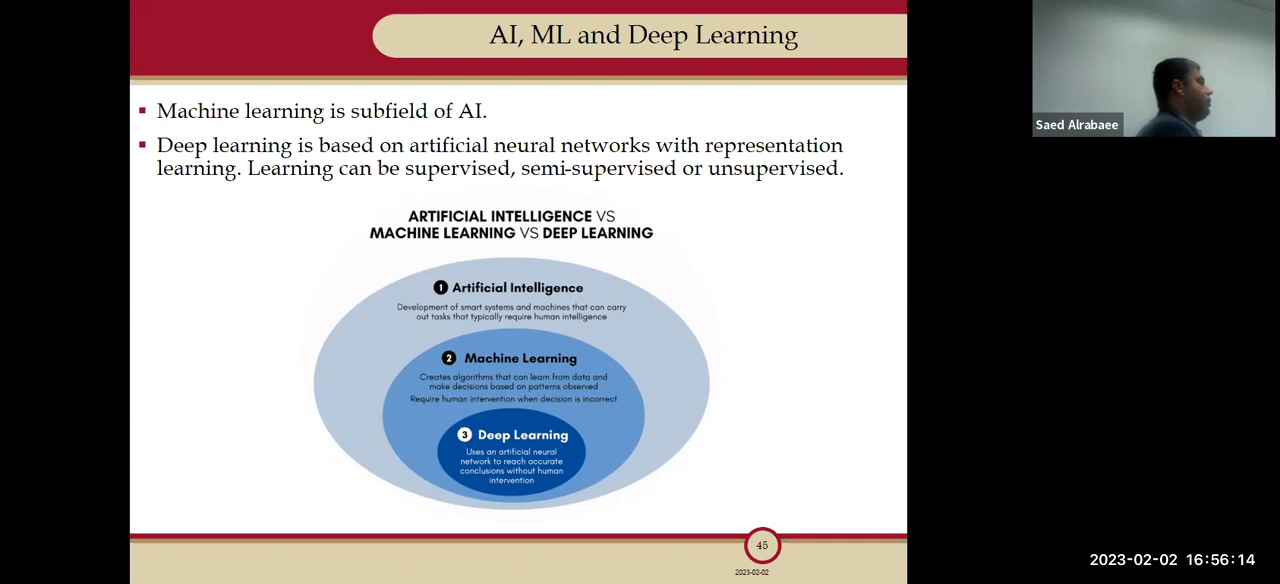 AI, ML and Deep Learning
Machine learning is subfield of AI.
Deep learning is based on artificial neural networks with representation
learning. Learning can be supervised, semi-supervised or unsupervised.
ARTIFICIAL INTELLIGENCE VS
MACHINE LEARNING VS DEEP LEARNING
1 Artificial Intelligence
Development of smart systems and machines that can carry
out tasks that typically require human intelligence
2 Machine Learning
Creates algorithms that can learn from data and
make decisions based on patterns observed
Require human intervention when decision is incorrect
3 Deep Learning
Uses an artificial neural
network to reach accurate
conclusions without human
intervention
45
2023-02-02
Saed Alrabaee
2023-02-02 16:56:14